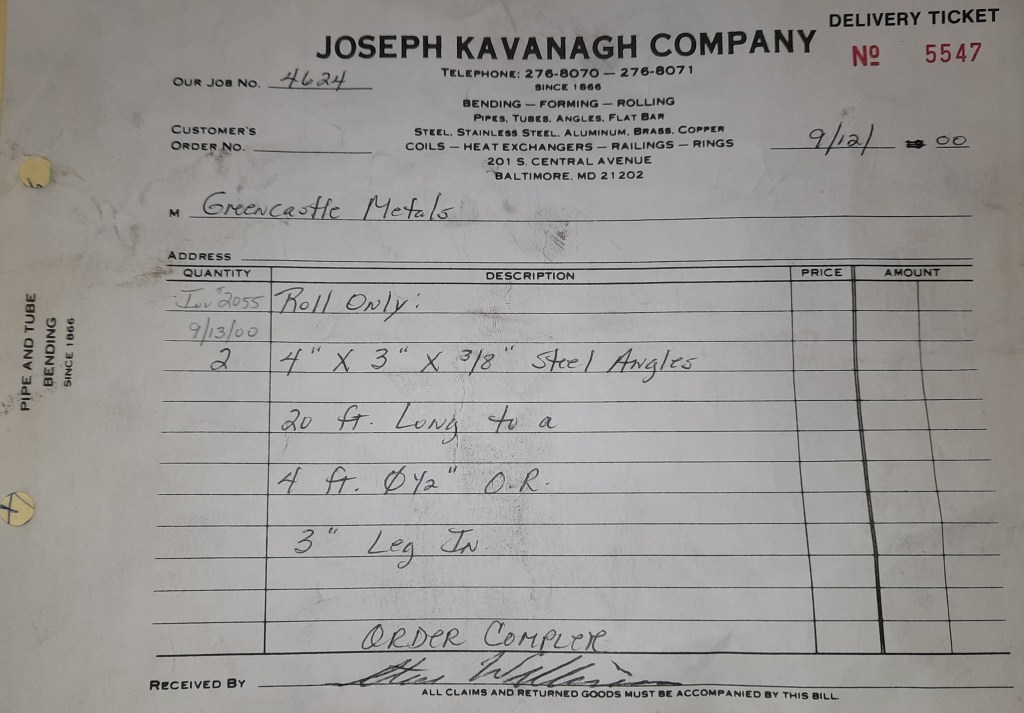 DELIVERY TICKET
JOSEPH KAVANAGH COMPANY
Nº 5547
TELEPHONE: 276-8070 — 276-8071
SINCE 1866
OUR JOB NO. 4624
BENDING — FORMING — ROLLING
PIPES, TUBES, ANGLES, FLAT BAR
STEEL, STAINLESS STEEL, ALUMINUM, BRASS, COPPER
COILS — HEAT EXCHANGERS — RAILINGS — RINGS
201 S. CENTRAL AVENUE
BALTIMORE, MD 21202
CUSTOMER'S
ORDER NO.
9/12/ 00
M Greencastle Metals
ADDRESS
QUANTITY DESCRIPTION PRICE AMOUNT
Inv # 2055 Roll Only:
9/13/00
2 4" X 3" X 3/8" Steel Angles
20 ft. Long to a
4 ft. Ø 1/2" O.R.
3" Leg In
ORDER COMPLETE
RECEIVED BY Steve
ALL CLAIMS AND RETURNED GOODS MUST BE ACCOMPANIED BY THIS BILL
PIPE AND TUBE
BENDING
SINCE 1866